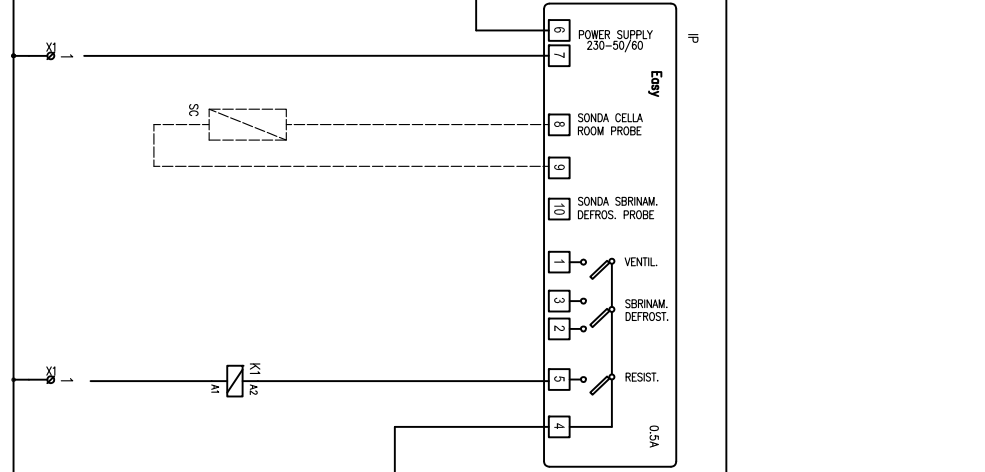 IP
6
POWER SUPPLY
230-50/60
7
X1
1
Easy
SC
8
SONDA CELLA
ROOM PROBE
9
10
SONDA SBRINAM.
DEFROS. PROBE
1
VENTIL.
3
SBRINAM.
DEFROST.
2
X1
1
K1
A1
A2
5
RESIST.
4
0.5A